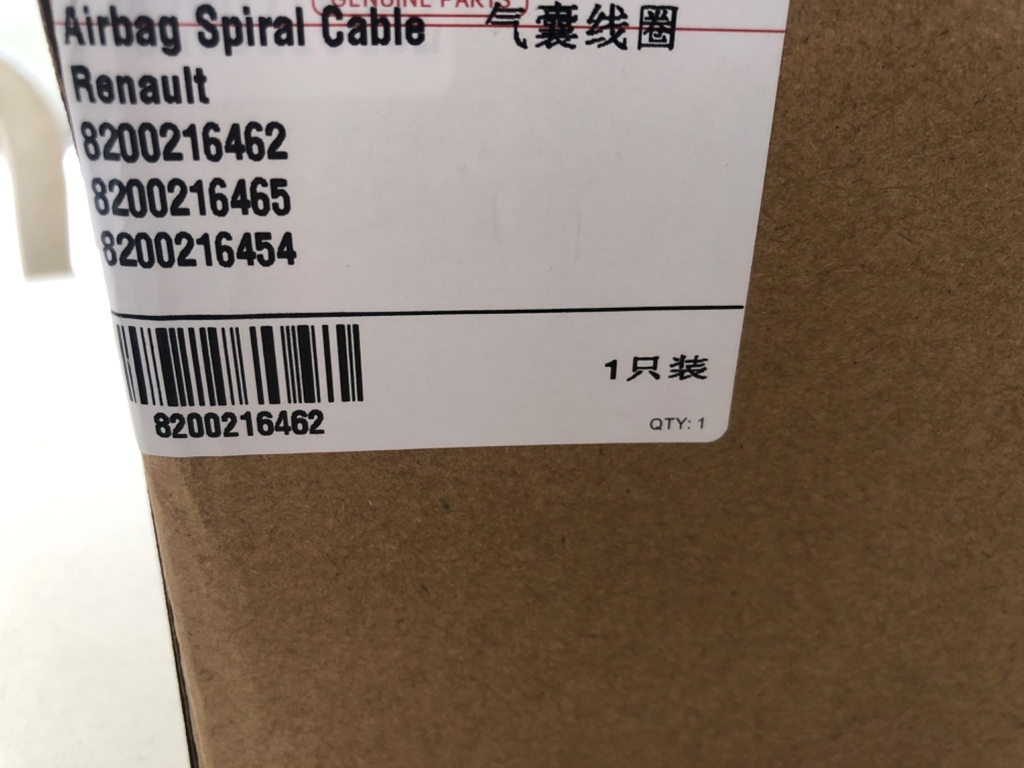 GENUINE PARTS
Airbag Spiral Cable 气囊线圈
Renault
8200216462
8200216465
8200216454
8200216462
1只装
QTY: 1